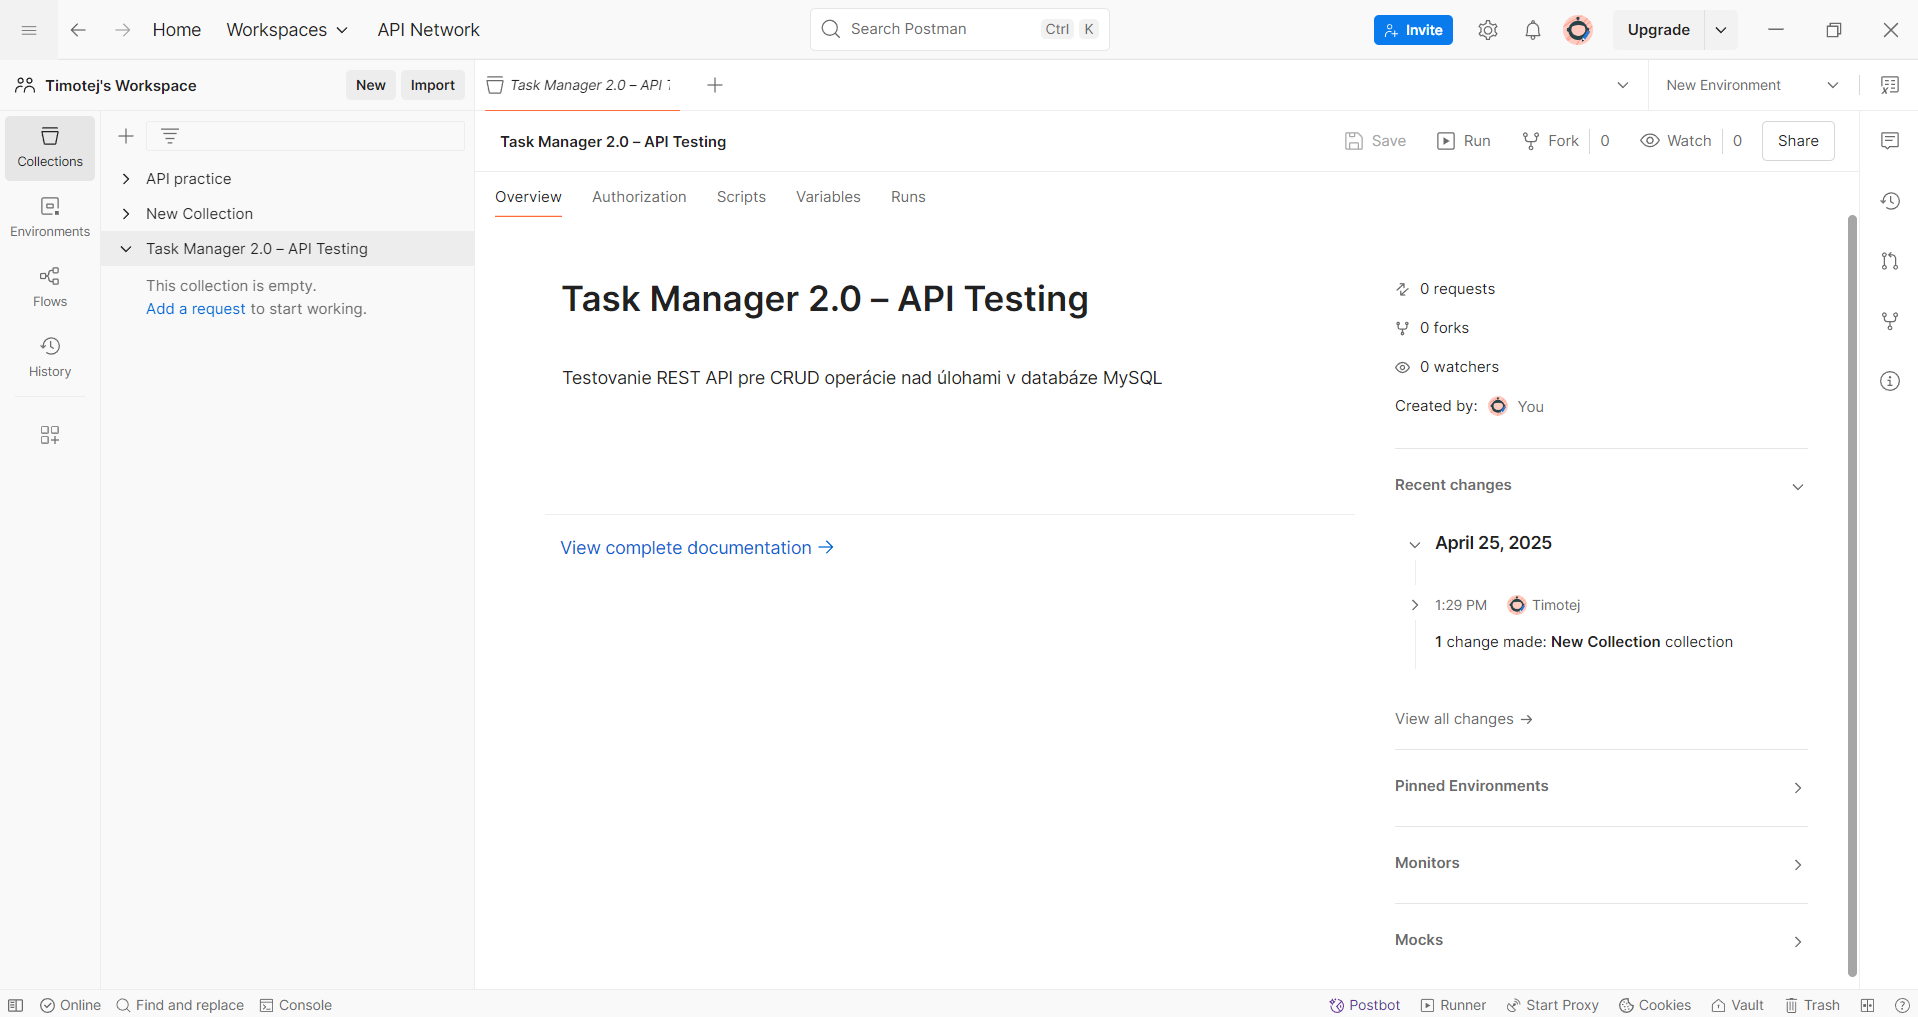 Home Workspaces API Network Search Postman Ctrl K Invite Upgrade
Timotej's Workspace New Import Task Manager 2.0 – API New Environment
Collections
Environments
Flows
History
API practice
New Collection
Task Manager 2.0 – API Testing
This collection is empty.
Add a request to start working.
Task Manager 2.0 – API Testing Save Run Fork 0 Watch 0 Share
Overview Authorization Scripts Variables Runs
Task Manager 2.0 – API Testing
Testovanie REST API pre CRUD operácie nad úlohami v databáze MySQL
View complete documentation →
0 requests
0 forks
0 watchers
Created by: You
Recent changes
April 25, 2025
1:29 PM Timotej
1 change made: New Collection collection
View all changes →
Pinned Environments
Monitors
Mocks
Online Find and replace Console Postbot Runner Start Proxy Cookies Vault Trash